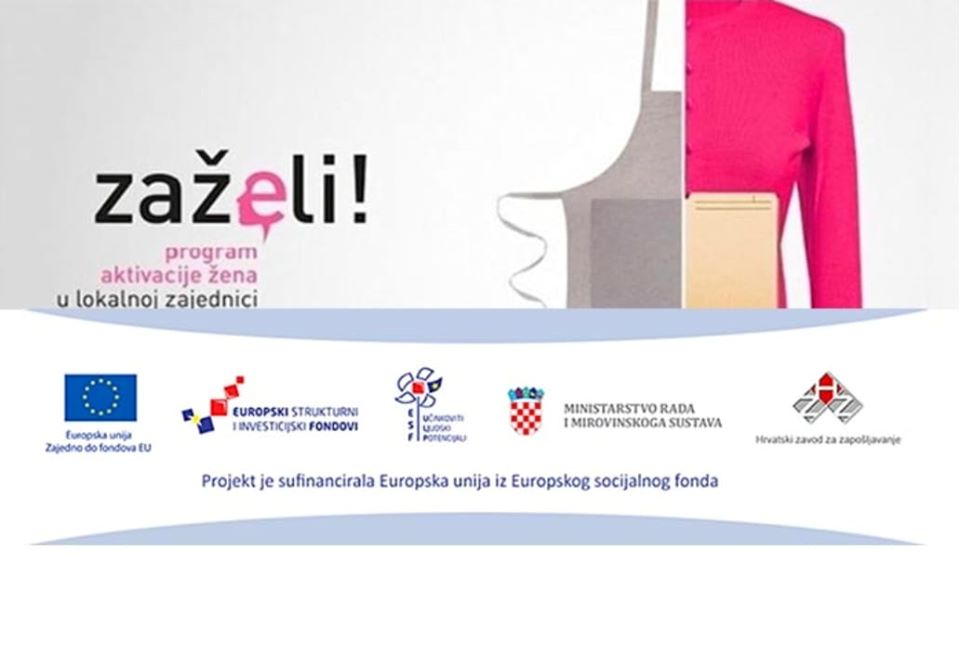 zaželi!
program
aktivacije žena
u lokalnoj zajednici
Europska unija
Zajedno do fondova EU
EUROPSKI STRUKTURNI
I INVESTICIJSKI FONDOVI
ESF
UČINKOVITI
LJUDSKI
POTENCIJALI
MINISTARSTVO RADA
I MIROVINSKOGA SUSTAVA
Hrvatski zavod za zapošljavanje
Projekt je sufinancirala Europska unija iz Europskog socijalnog fonda